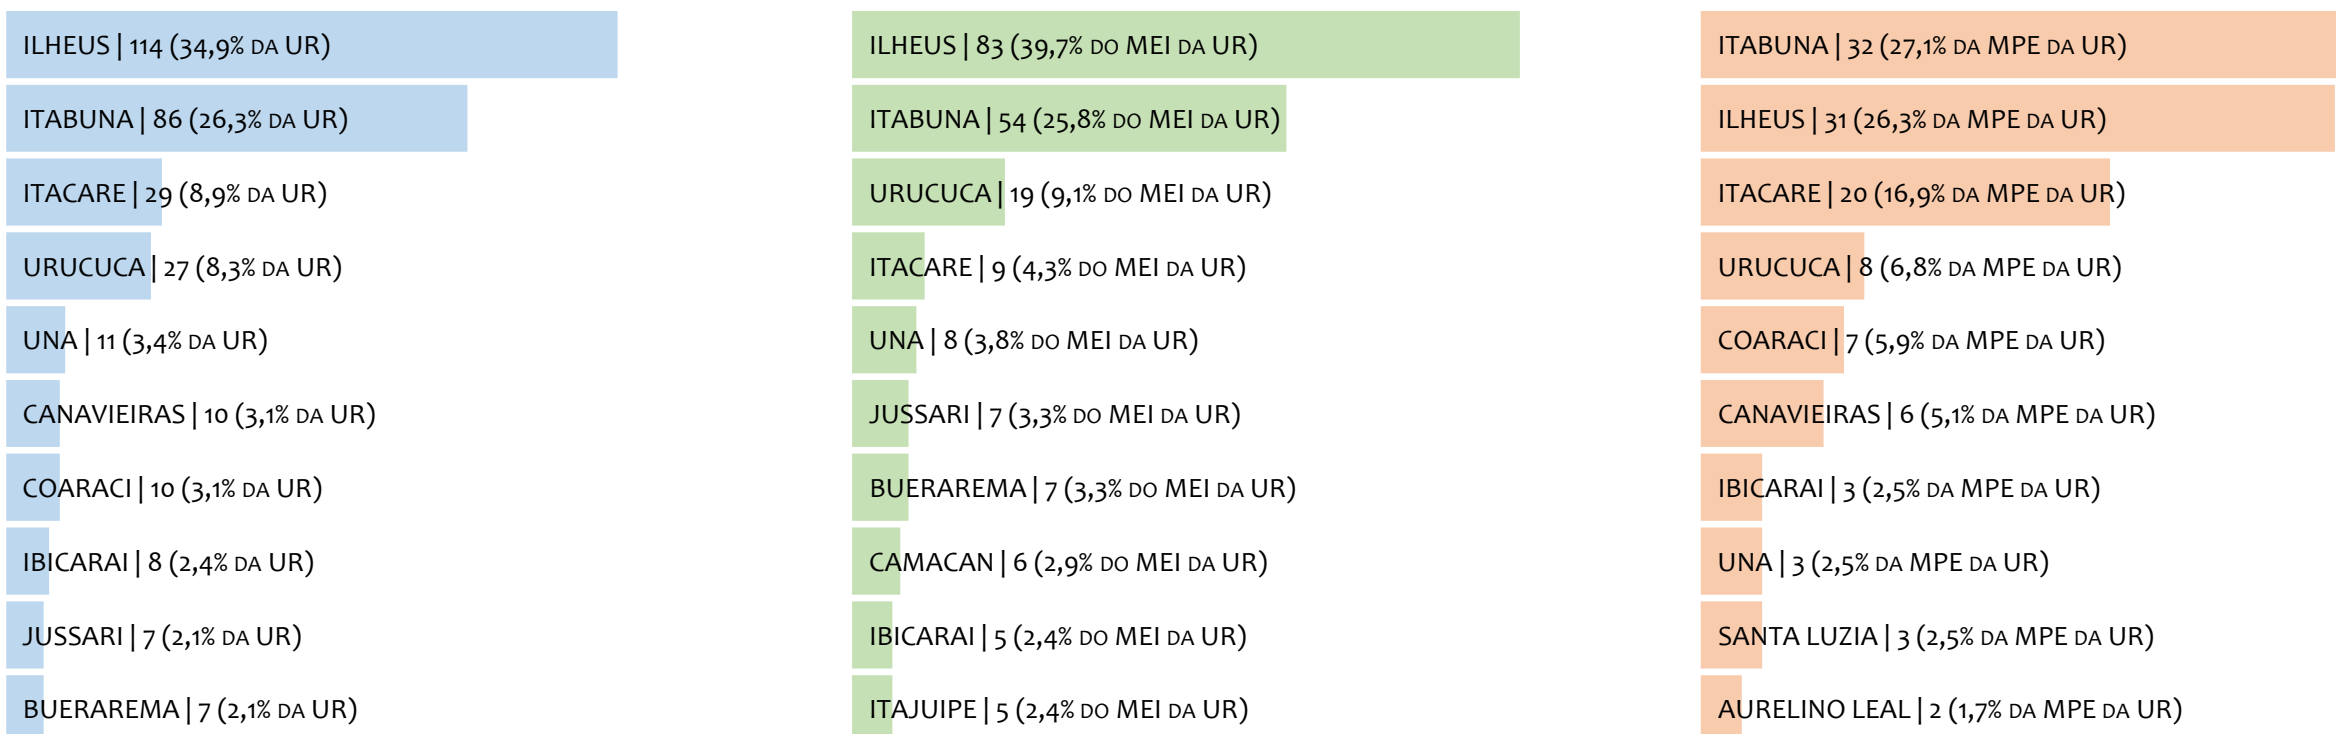 ILHEUS | 114 (34,9% DA UR)
ITABUNA | 86 (26,3% DA UR)
ITACARE | 29 (8,9% DA UR)
URUCUCA | 27 (8,3% DA UR)
UNA | 11 (3,4% DA UR)
CANAVIEIRAS | 10 (3,1% DA UR)
COARACI | 10 (3,1% DA UR)
IBICARAI | 8 (2,4% DA UR)
JUSSARI | 7 (2,1% DA UR)
BUERAREMA | 7 (2,1% DA UR)
ILHEUS | 83 (39,7% DO MEI DA UR)
ITABUNA | 54 (25,8% DO MEI DA UR)
URUCUCA | 19 (9,1% DO MEI DA UR)
ITACARE | 9 (4,3% DO MEI DA UR)
UNA | 8 (3,8% DO MEI DA UR)
JUSSARI | 7 (3,3% DO MEI DA UR)
BUERAREMA | 7 (3,3% DO MEI DA UR)
CAMACAN | 6 (2,9% DO MEI DA UR)
IBICARAI | 5 (2,4% DO MEI DA UR)
ITAJUIPE | 5 (2,4% DO MEI DA UR)
ITABUNA | 32 (27,1% DA MPE DA UR)
ILHEUS | 31 (26,3% DA MPE DA UR)
ITACARE | 20 (16,9% DA MPE DA UR)
URUCUCA | 8 (6,8% DA MPE DA UR)
COARACI | 7 (5,9% DA MPE DA UR)
CANAVIEIRAS | 6 (5,1% DA MPE DA UR)
IBICARAI | 3 (2,5% DA MPE DA UR)
UNA | 3 (2,5% DA MPE DA UR)
SANTA LUZIA | 3 (2,5% DA MPE DA UR)
AURELINO LEAL | 2 (1,7% DA MPE DA UR)